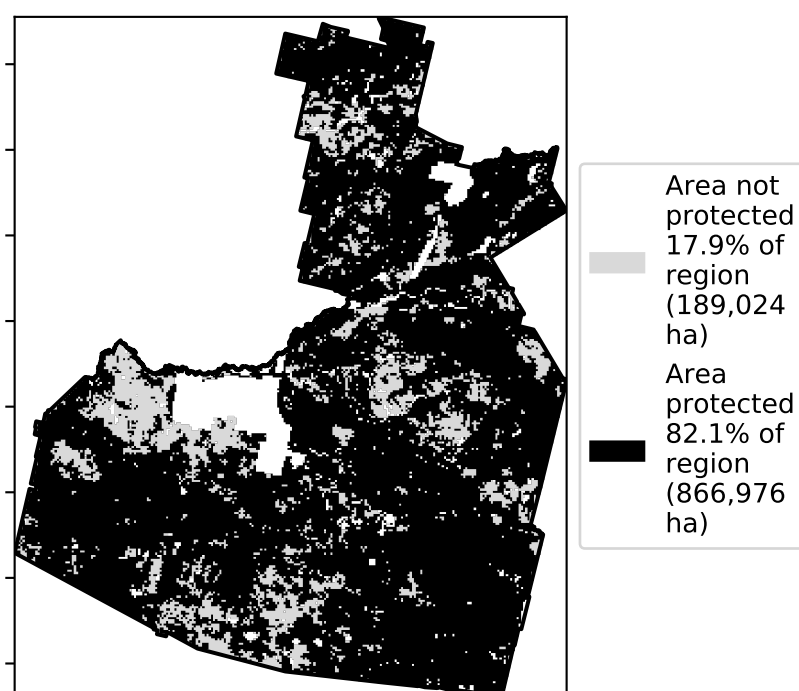 Area not
protected
17.9% of
region
(189,024
ha)
Area
protected
82.1% of
region
(866,976
ha)